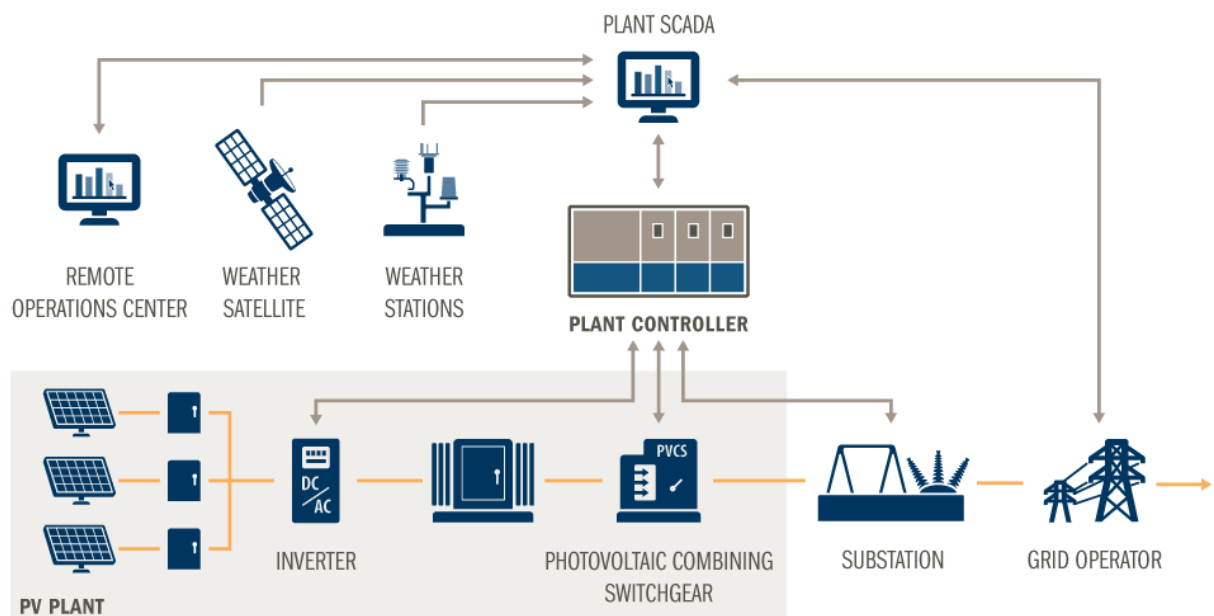 PLANT SCADA
REMOTE
OPERATIONS CENTER
WEATHER
SATELLITE
WEATHER
STATIONS
PLANT CONTROLLER
PVCS
DC
AC
INVERTER
PHOTOVOLTAIC COMBINING
SWITCHGEAR
SUBSTATION
GRID OPERATOR
PV PLANT